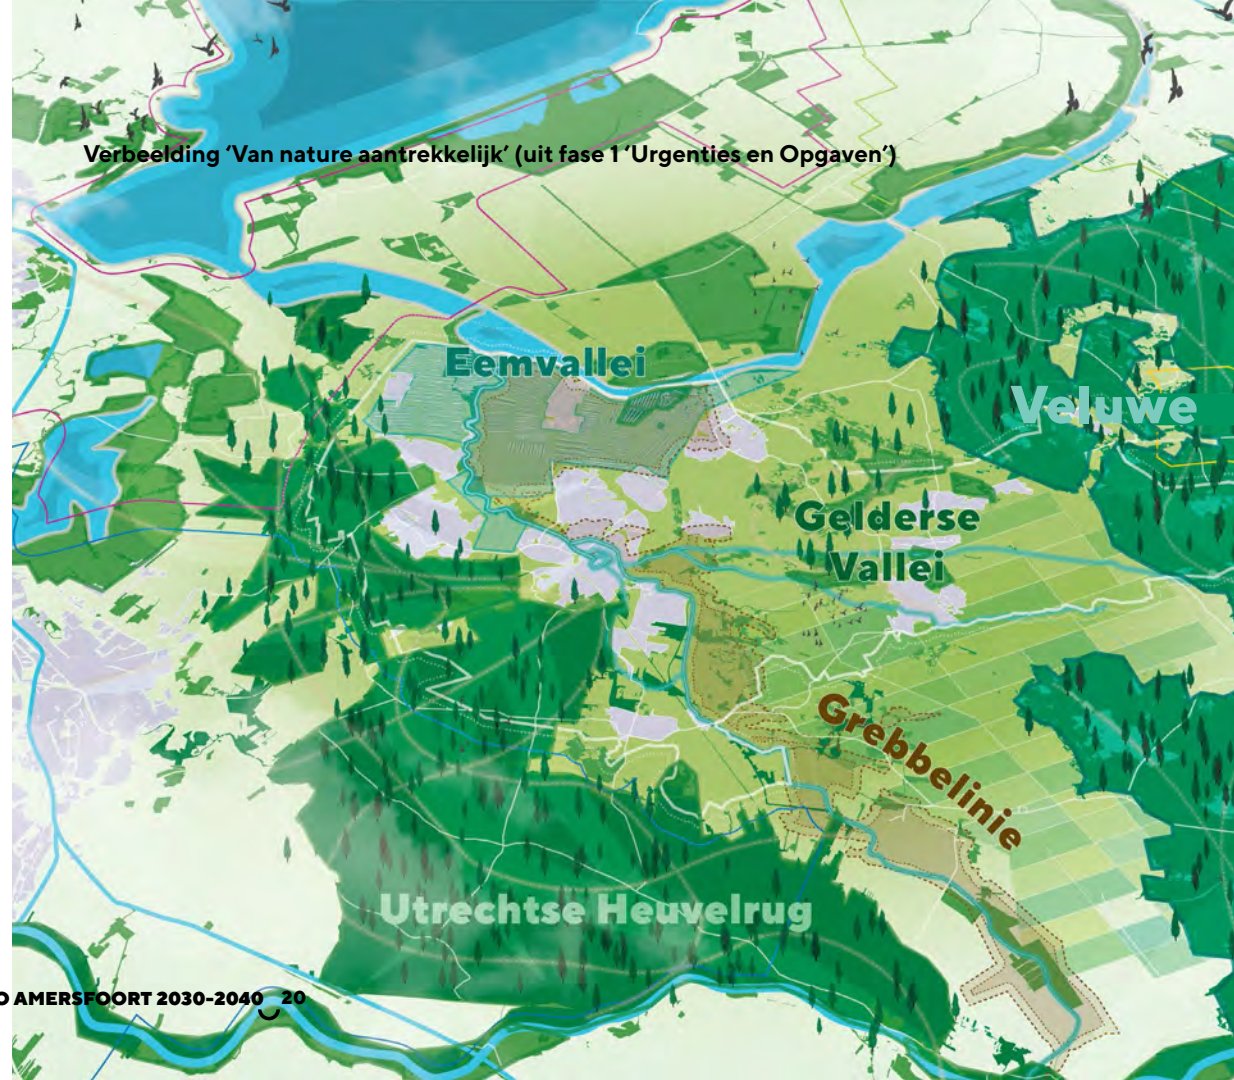 Verbeelding ‘Van nature aantrekkelijk’ (uit fase 1 ‘Urgenties en Opgaven’)
Eemvallei
Veluwe
Gelderse
Vallei
Grebbelinie
Utrechtse Heuvelrug
O AMERSFOORT 2030-2040 20